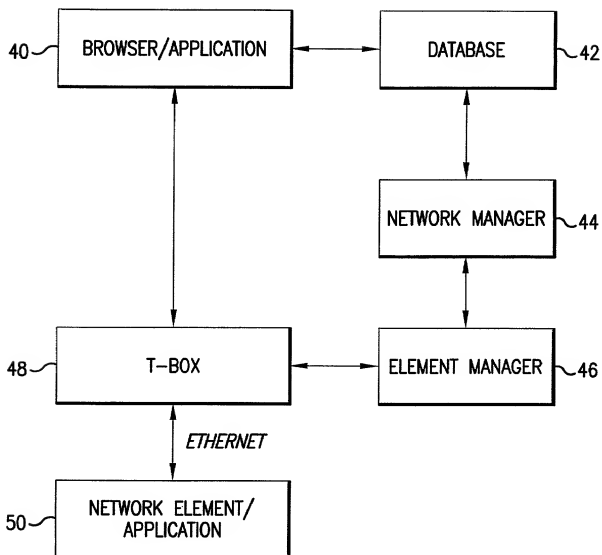 40 BROWSER/APPLICATION
DATABASE 42
NETWORK MANAGER 44
48 T-BOX
ELEMENT MANAGER 46
ETHERNET
50 NETWORK ELEMENT/
APPLICATION